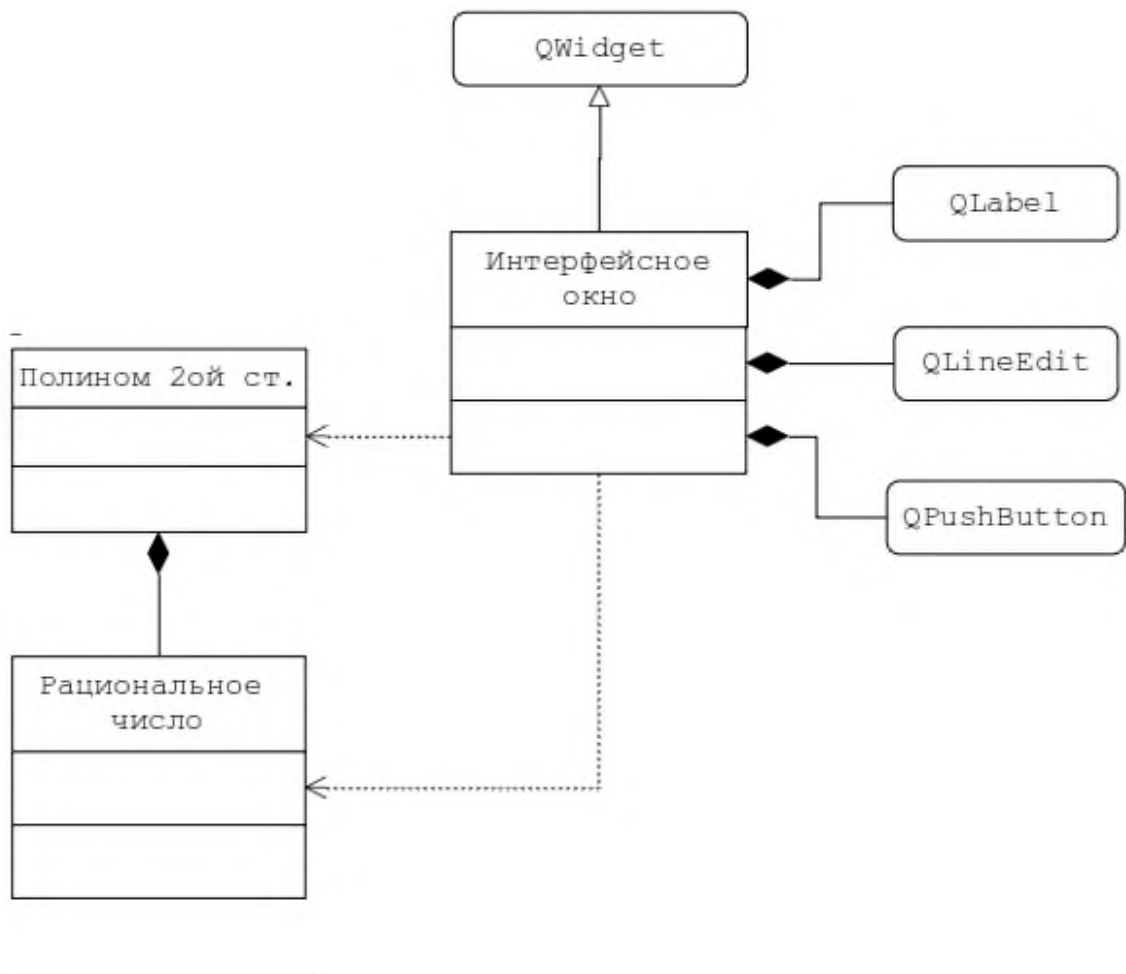 QWidget
QLabel
Интерфейсное
окно
QLineEdit
Полином 2ой ст.
QPushButton
Рациональное
число